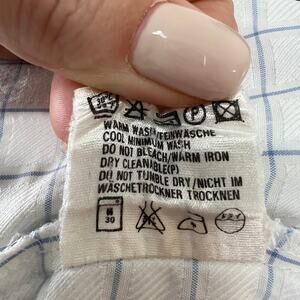 WARM WASH/FEINWÄSCHE
COOL MINIMUM WASH
DO NOT BLEACH/WARM IRON
DRY CLEANABLE(P)
DO NOT TUMBLE DRY/NICHT IM
WÄSCHETROCKNER TROCKNEN
30